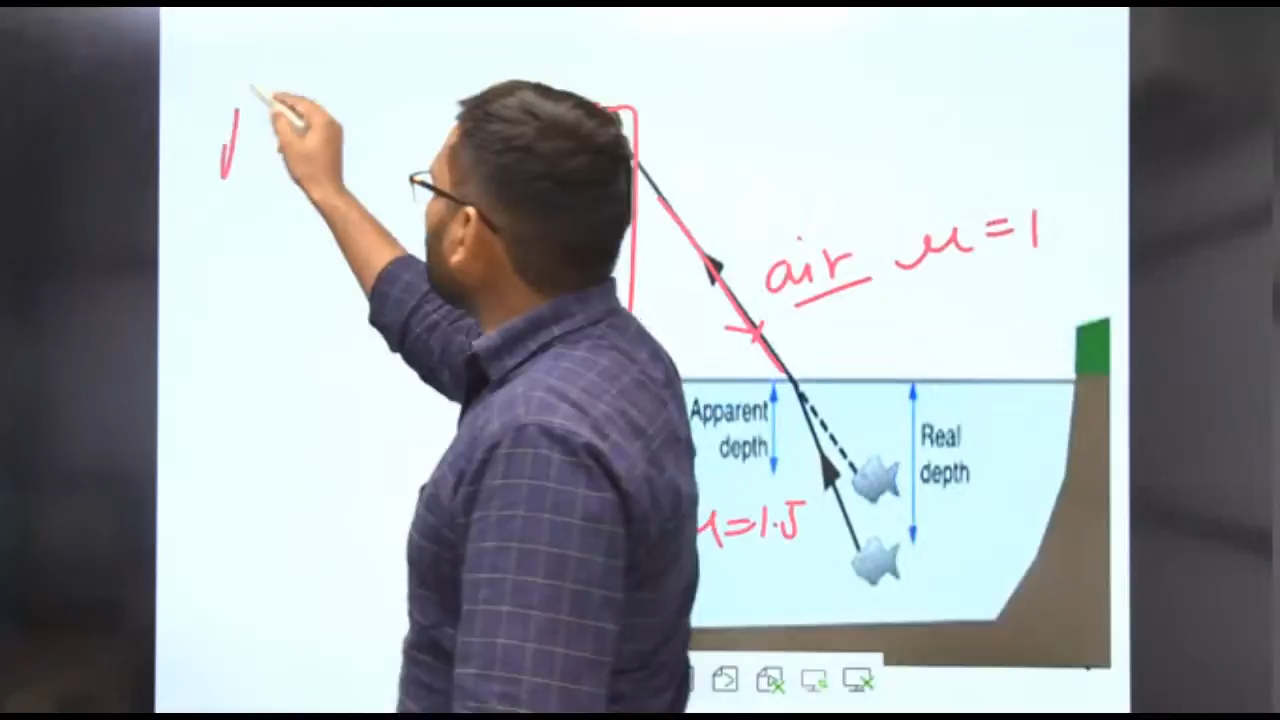 air μ=1
Apparent
depth
Real
depth
μ=1.5